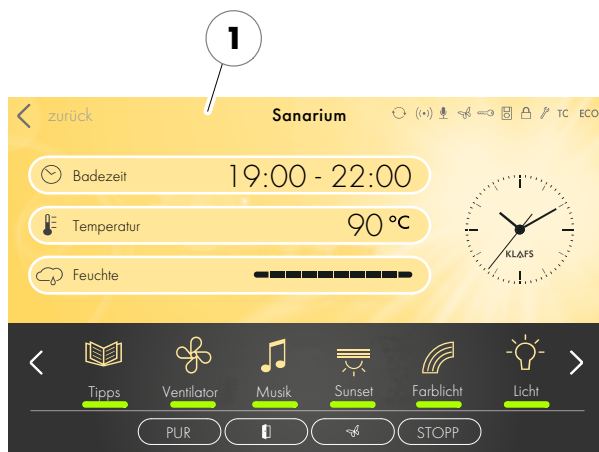 1
zurück
Sanarium
TC ECO
Badezeit 19:00 - 22:00
Temperatur 90 °C
Feuchte
KLAFS
Tipps Ventilator Musik Sunset Farblicht Licht
PUR STOPP